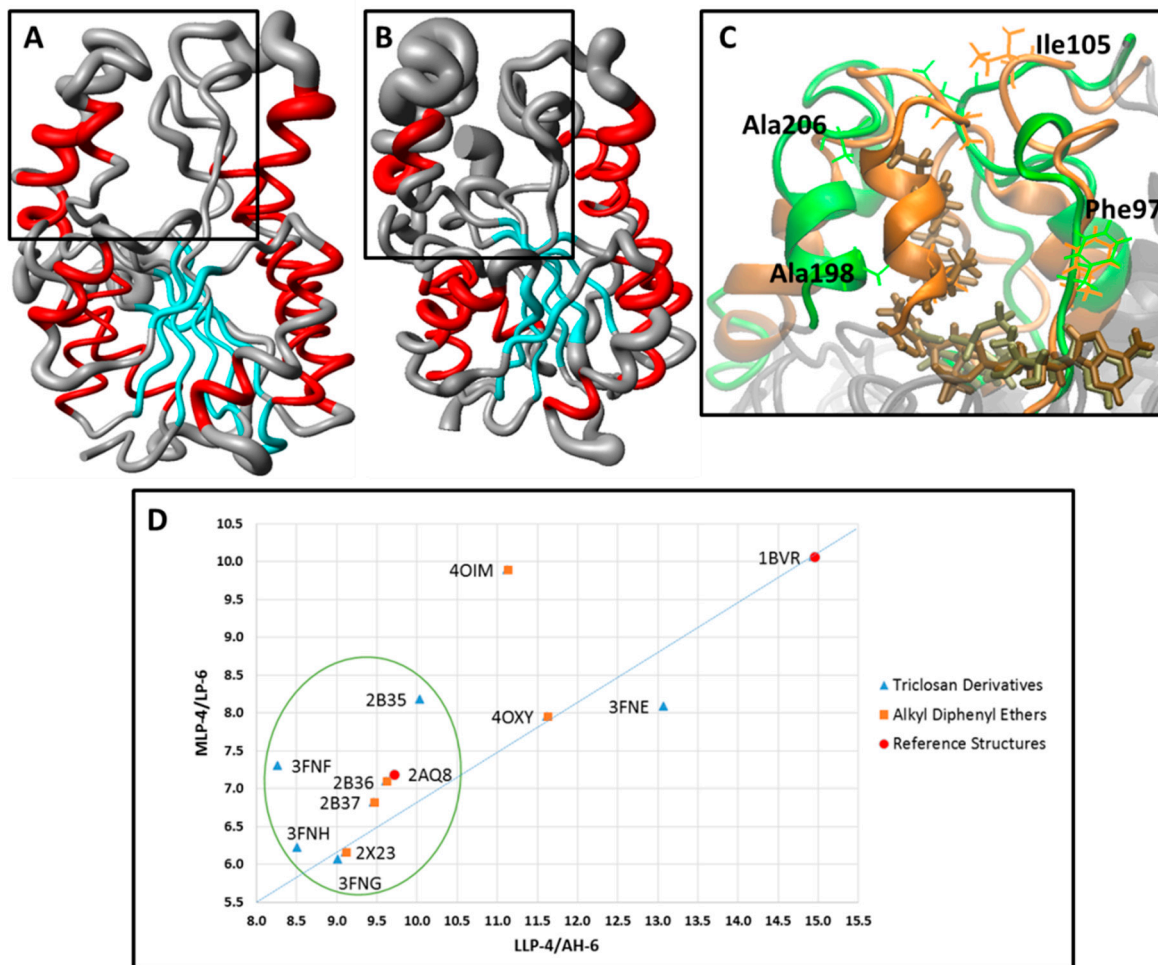 A
B
C
Ile105
Ala206
Phe97
Ala198
D
10.5
10.0
9.5
9.0
8.5
8.0
7.5
7.0
6.5
6.0
5.5
MLP-4/LP-6
1BVR
4OIM
2B35
4OXY
3FNE
3FNF
2B36
2AQ8
2B37
3FNH
2X23
3FNG
8.0 8.5 9.0 9.5 10.0 10.5 11.0 11.5 12.0 12.5 13.0 13.5 14.0 14.5 15.0 15.5
LLP-4/AH-6
Triclosan Derivatives
Alkyl Diphenyl Ethers
Reference Structures